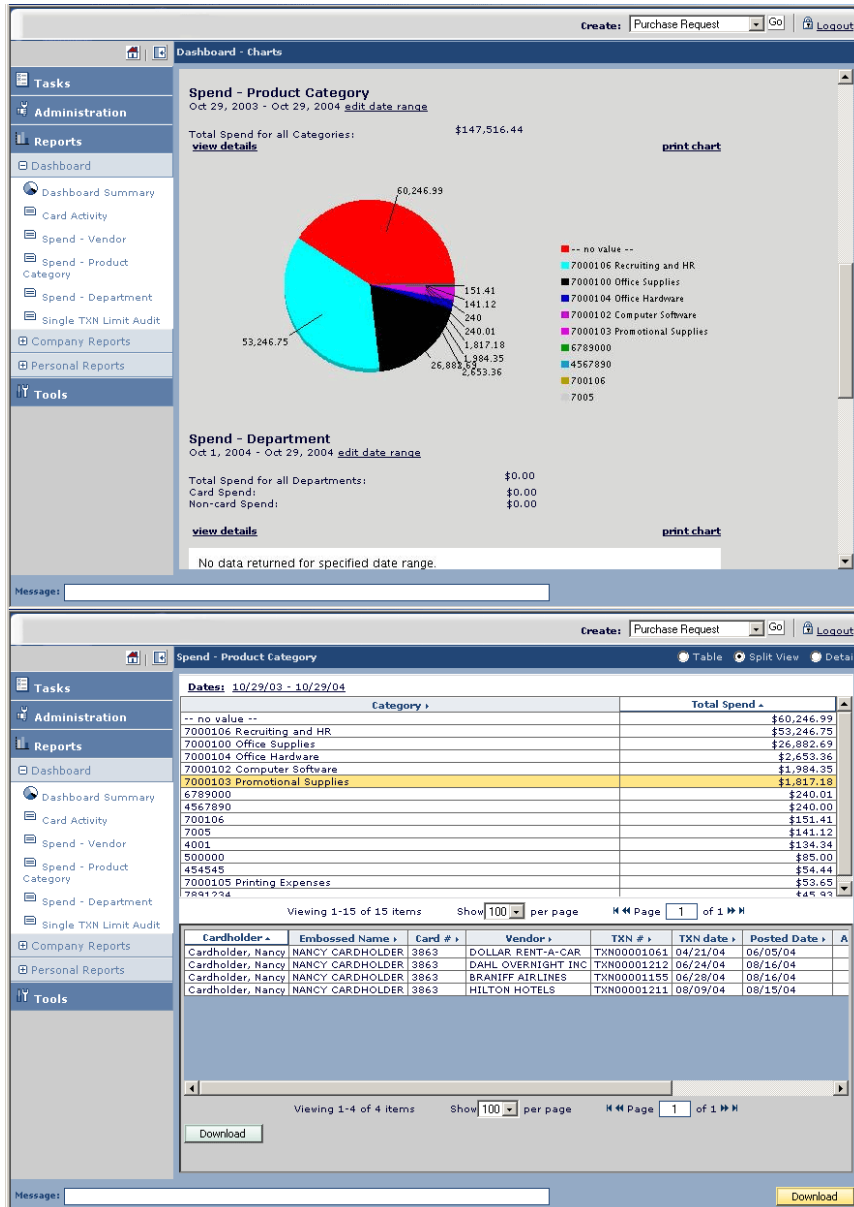 Create: Purchase Request Go Logout
Dashboard - Charts
Tasks
Administration
Reports
Dashboard
Dashboard Summary
Card Activity
Spend - Vendor
Spend - Product
Category
Spend - Department
Single TXN Limit Audit
Company Reports
Personal Reports
Tools
Spend - Product Category
Oct 29, 2003 - Oct 29, 2004 edit date range
Total Spend for all Categories: $147,516.44
view details print chart
60,246.99
53,246.75
151.41
141.12
240
240.01
1,817.18
1,984.35
26,882.69
2,653.36
-- no value --
7000106 Recruiting and HR
7000100 Office Supplies
7000104 Office Hardware
7000102 Computer Software
7000103 Promotional Supplies
6789000
4567890
700106
7005
Spend - Department
Oct 1, 2004 - Oct 29, 2004 edit date range
Total Spend for all Departments: $0.00
Card Spend: $0.00
Non-card Spend: $0.00
view details print chart
No data returned for specified date range.
Message:
Create: Purchase Request Go Logout
Spend - Product Category Table Split View Detai
Tasks
Administration
Reports
Dashboard
Dashboard Summary
Card Activity
Spend - Vendor
Spend - Product
Category
Spend - Department
Single TXN Limit Audit
Company Reports
Personal Reports
Tools
Dates: 10/29/03 - 10/29/04
Category Total Spend
-- no value -- $60,246.99
7000106 Recruiting and HR $53,246.75
7000100 Office Supplies $26,882.69
7000104 Office Hardware $2,653.36
7000102 Computer Software $1,984.35
7000103 Promotional Supplies $1,817.18
6789000 $240.01
4567890 $240.00
700106 $151.41
7005 $141.12
4001 $134.34
500000 $85.00
454545 $54.44
7000105 Printing Expenses $53.65
7891234 $45.93
Viewing 1-15 of 15 items Show 100 per page Page 1 of 1
Cardholder Embossed Name Card # Vendor TXN # TXN date Posted Date A
Cardholder, Nancy NANCY CARDHOLDER 3863 DOLLAR RENT-A-CAR TXN00001061 04/21/04 06/05/04
Cardholder, Nancy NANCY CARDHOLDER 3863 DAHL OVERNIGHT INC TXN00001212 06/24/04 08/16/04
Cardholder, Nancy NANCY CARDHOLDER 3863 BRANIFF AIRLINES TXN00001155 06/28/04 08/16/04
Cardholder, Nancy NANCY CARDHOLDER 3863 HILTON HOTELS TXN00001211 08/09/04 08/15/04
Viewing 1-4 of 4 items Show 100 per page Page 1 of 1
Download
Message: Download